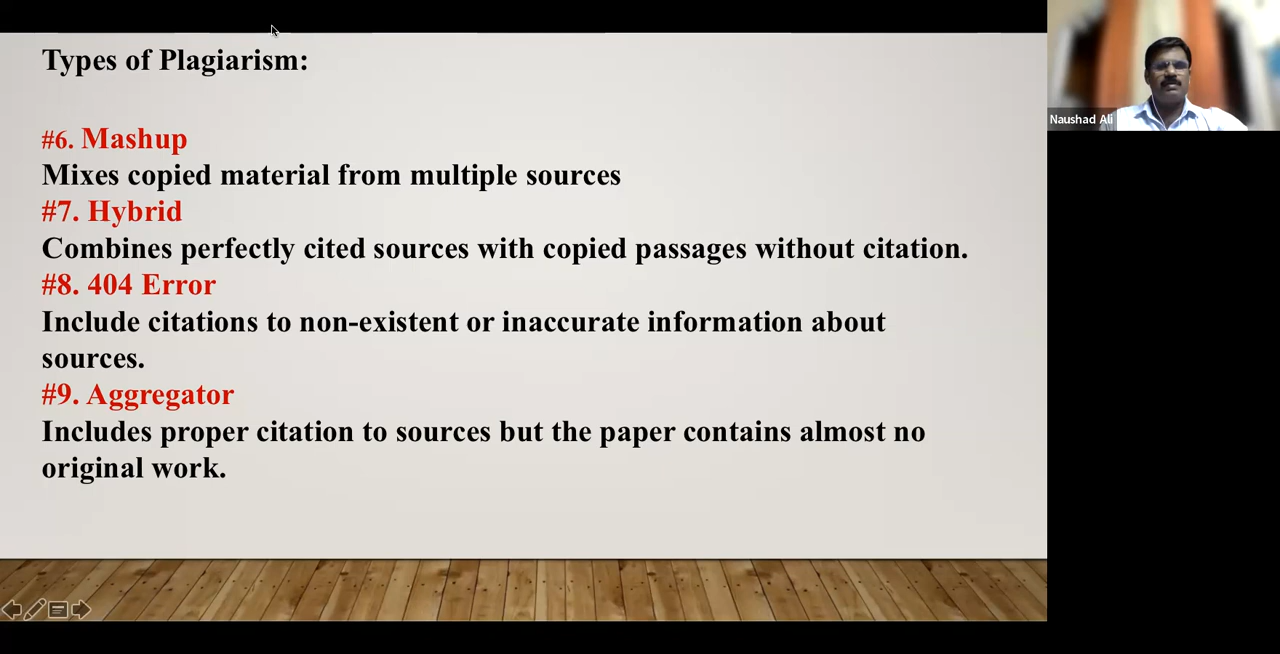 Types of Plagiarism:
#6. Mashup
Mixes copied material from multiple sources
#7. Hybrid
Combines perfectly cited sources with copied passages without citation.
#8. 404 Error
Include citations to non-existent or inaccurate information about
sources.
#9. Aggregator
Includes proper citation to sources but the paper contains almost no
original work.
Naushad Ali